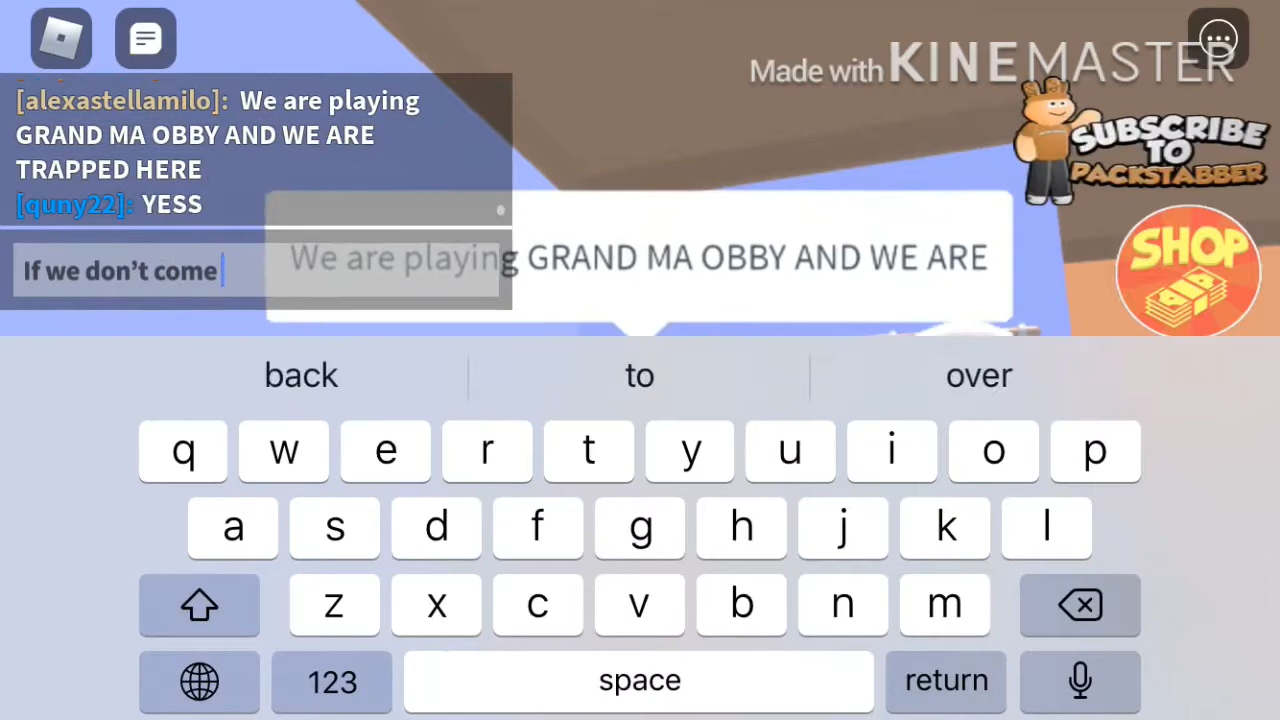 Made with KINEMASTER
[alexastellamilo]: We are playing
GRAND MA OBBY AND WE ARE
TRAPPED HERE
[quny22]: YESS
SUBSCRIBE
TO
PACKSTABBER
If we don’t come
We are playing GRAND MA OBBY AND WE ARE
SHOP
back to over
q w e r t y u i o p
a s d f g h j k l
z x c v b n m
123 space return